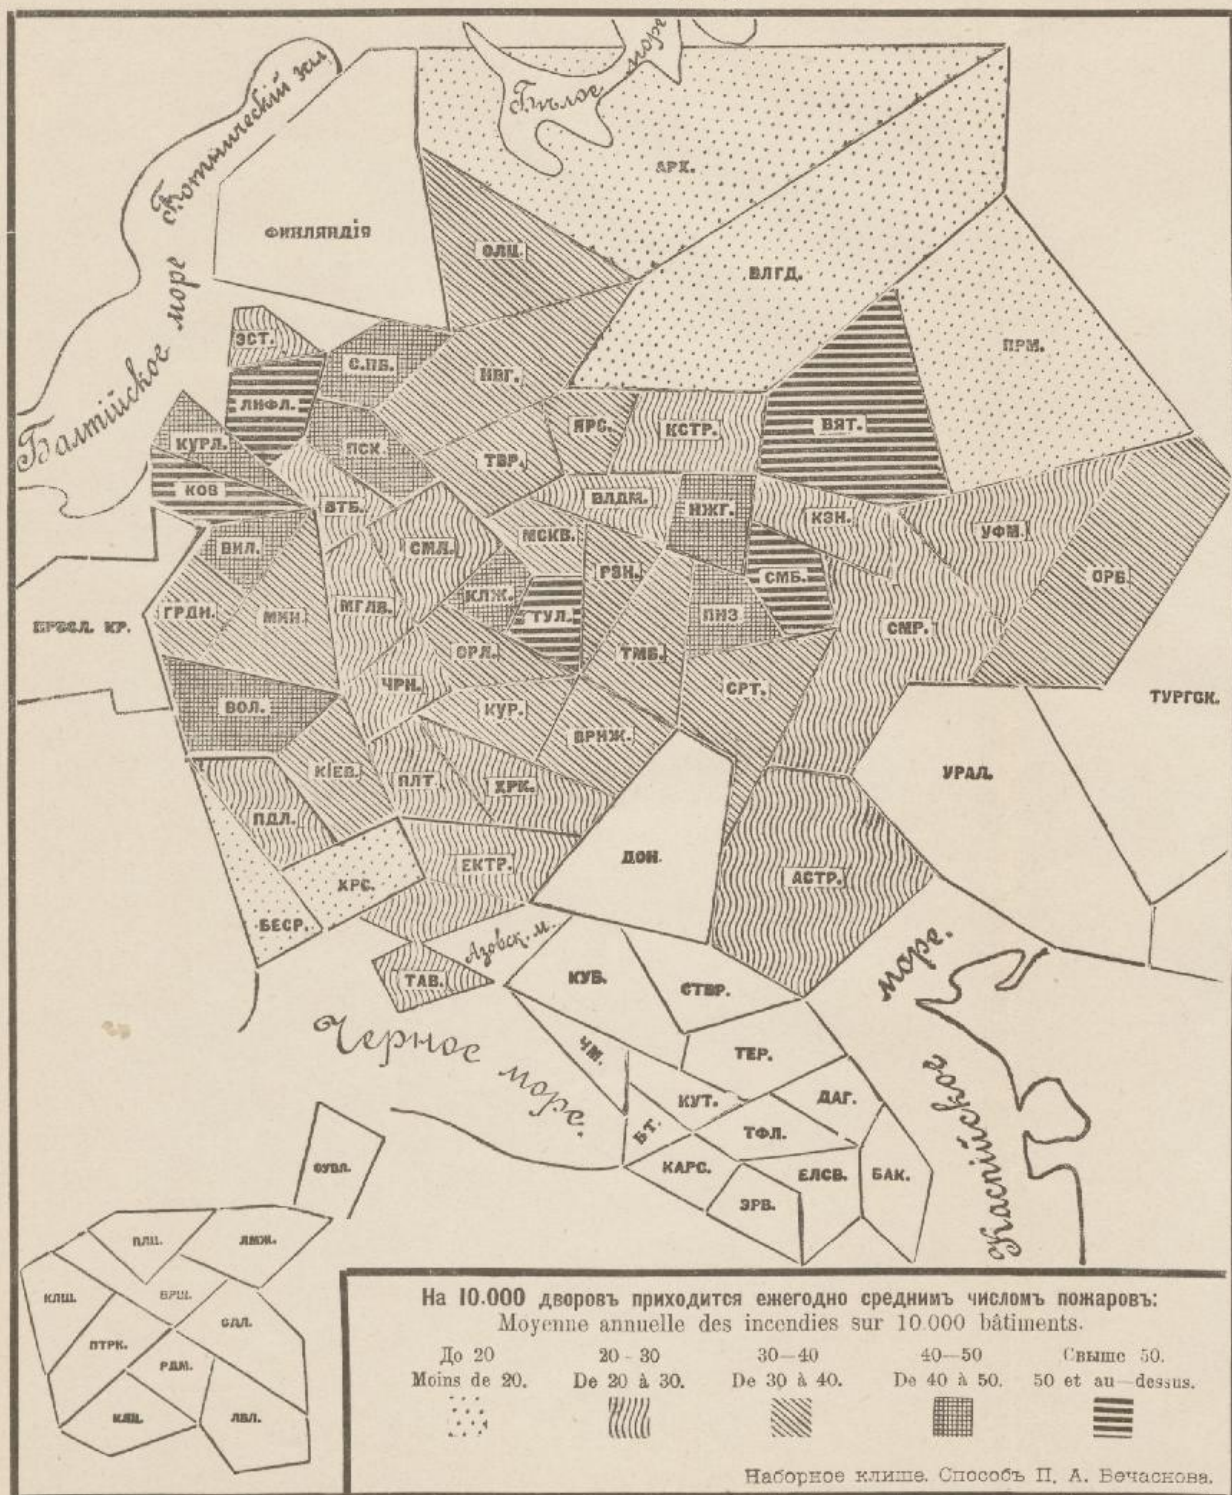 Ботническій зал.
Бѣлое море
АРХ.
ФИНЛЯНДІЯ
ОЛЦ.
ВЛГД.
Балтійское море
ЭСТ.
С.ПБ.
НВГ.
ПРМ.
ЛИФЛ.
КУРЛ.
ПСК.
ТВР.
ЯРС.
КСТР.
ВЯТ.
КОВ
ВТБ.
ВЛДМ.
НЖГ.
КЗН.
УФМ.
ВИЛ.
СМЛ.
МСКВ.
РЗН.
СМБ.
ОРБ.
ГРДН.
МИН.
МГЛВ.
КЛЖ.
ТУЛ.
ПНЗ
СМР.
ПРВСЛ. КР.
ОРЛ.
ТМБ.
ЧРН.
СРТ.
ВОЛ.
КУР.
ВРНЖ.
ТУРГСК.
КІЕВ.
ПЛТ.
ХРК.
УРАЛ.
ПДЛ.
ЕКТР.
ДОН.
АСТР.
ХРС.
БЕСР.
Азовск. м.
ТАВ.
КУБ.
СТВР.
Черное море.
ЧМ.
ТЕР.
Каспійское море.
КУТ.
ДАГ.
БТ.
ТФЛ.
КАРС.
ЕЛСВ.
БАК.
ЭРВ.
СУВЛ.
ПЛЦ.
ЛМЖ.
КЛШ.
ВРШ.
СДЛ.
ПТРК.
РДМ.
КЛЦ.
ЛБЛ.
На 10.000 дворовъ приходится ежегодно среднимъ числомъ пожаровъ:
Moyenne annuelle des incendies sur 10.000 bâtiments.
До 20 20-30 30—40 40—50 Свыше 50.
Moins de 20. De 20 à 30. De 30 à 40. De 40 à 50. 50 et au—dessus.
Наборное клише. Способъ П. А. Бечаснова.